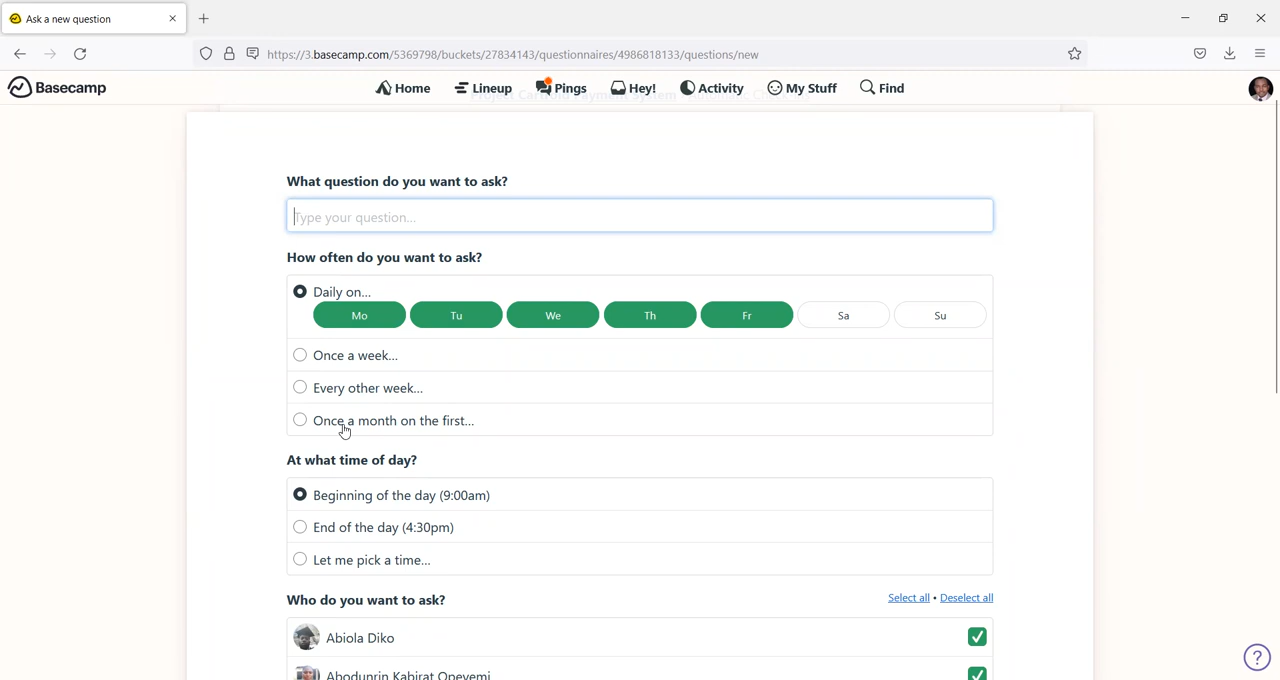 Ask a new question
https://3.basecamp.com/5369798/buckets/27834143/questionnaires/4986818133/questions/new
Basecamp
Home
Lineup
Pings
Hey!
Activity
My Stuff
Find
What question do you want to ask?
Type your question...
How often do you want to ask?
Daily on...
Mo Tu We Th Fr Sa Su
Once a week...
Every other week...
Once a month on the first...
At what time of day?
Beginning of the day (9:00am)
End of the day (4:30pm)
Let me pick a time...
Who do you want to ask?
Select all • Deselect all
Abiola Diko
Abodunrin Kabirat Opeyemi
?